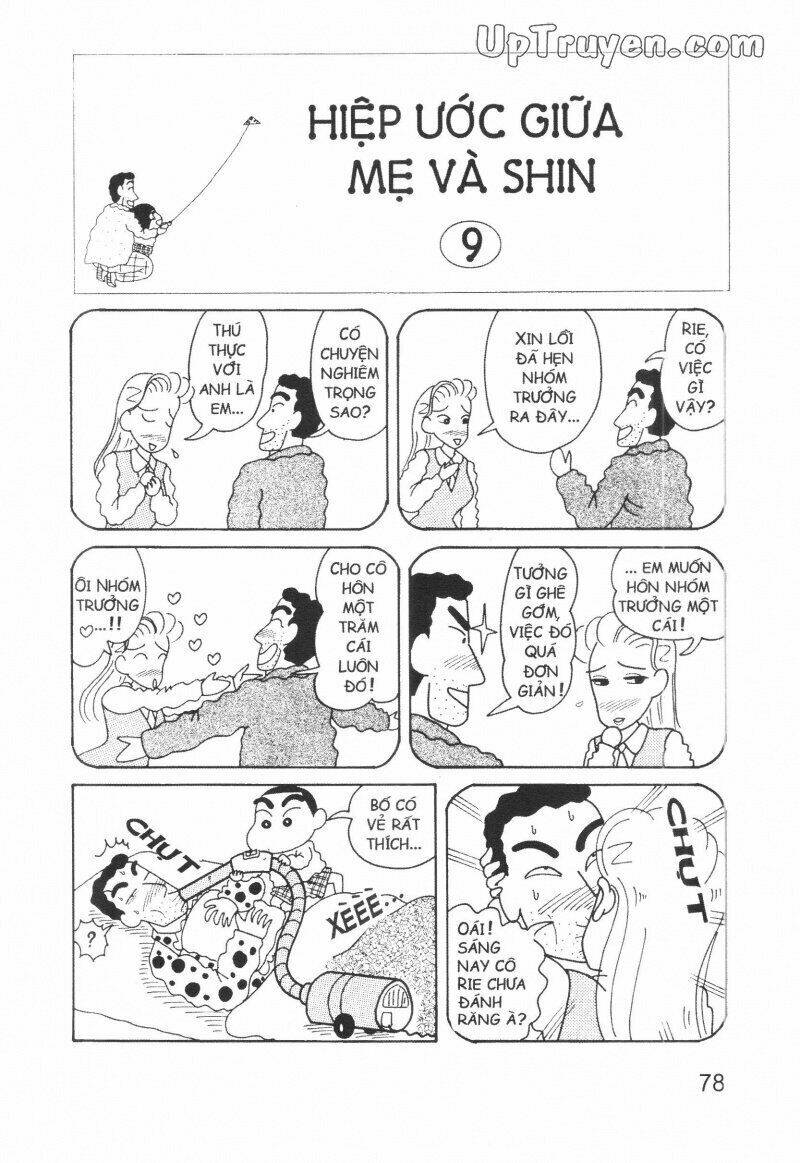 UpTruyen.com
HIỆP ƯỚC GIỮA
MẸ VÀ SHIN
9
RIE,
CÓ
VIỆC
GÌ
VẬY?
XIN LỖI
ĐÃ HẸN
NHÓM
TRƯỞNG
RA ĐÂY...
CÓ
CHUYỆN
NGHIÊM
TRỌNG
SAO?
THÚ
THỰC
VỚI
ANH LÀ
EM...
... EM MUỐN
HÔN NHÓM
TRƯỞNG MỘT
CÁI!
TƯỞNG
GÌ GHÊ
GỚM,
VIỆC ĐÓ
QUÁ
ĐƠN
GIẢN!
CHO CÔ
HÔN
MỘT
TRĂM
CÁI
LUÔN
ĐÓ!
ÔI NHÓM
TRƯỞNG
...!!
CHỤT
OÁI!
SÁNG
NAY CÔ
RIE CHƯA
ĐÁNH
RĂNG À?
BỐ CÓ
VẺ RẤT
THÍCH...
CHỤT
XÈÈÈ...
?
78